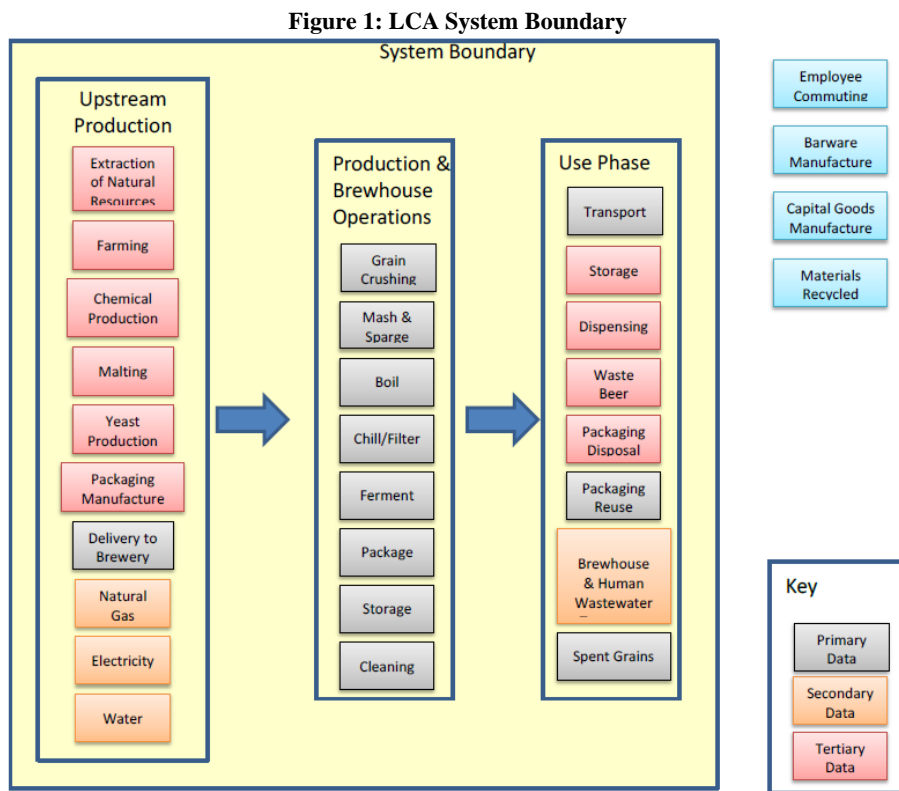 Figure 1: LCA System Boundary
System Boundary
Upstream
Production
Extraction
of Natural
Resources
Farming
Chemical
Production
Malting
Yeast
Production
Packaging
Manufacture
Delivery to
Brewery
Natural
Gas
Electricity
Water
Production &
Brewhouse
Operations
Grain
Crushing
Mash &
Sparge
Boil
Chill/Filter
Ferment
Package
Storage
Cleaning
Use Phase
Transport
Storage
Dispensing
Waste
Beer
Packaging
Disposal
Packaging
Reuse
Brewhouse
& Human
Wastewater
Spent Grains
Employee
Commuting
Barware
Manufacture
Capital Goods
Manufacture
Materials
Recycled
Key
Primary
Data
Secondary
Data
Tertiary
Data